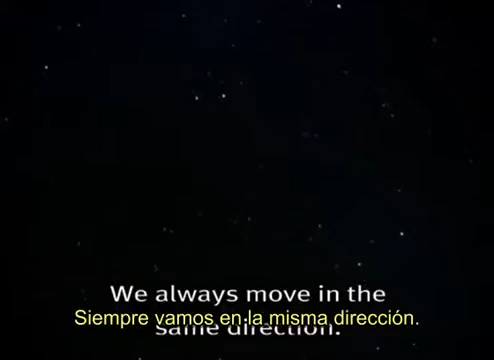 We always move in the
Siempre vamos en la misma dirección.
same direction.